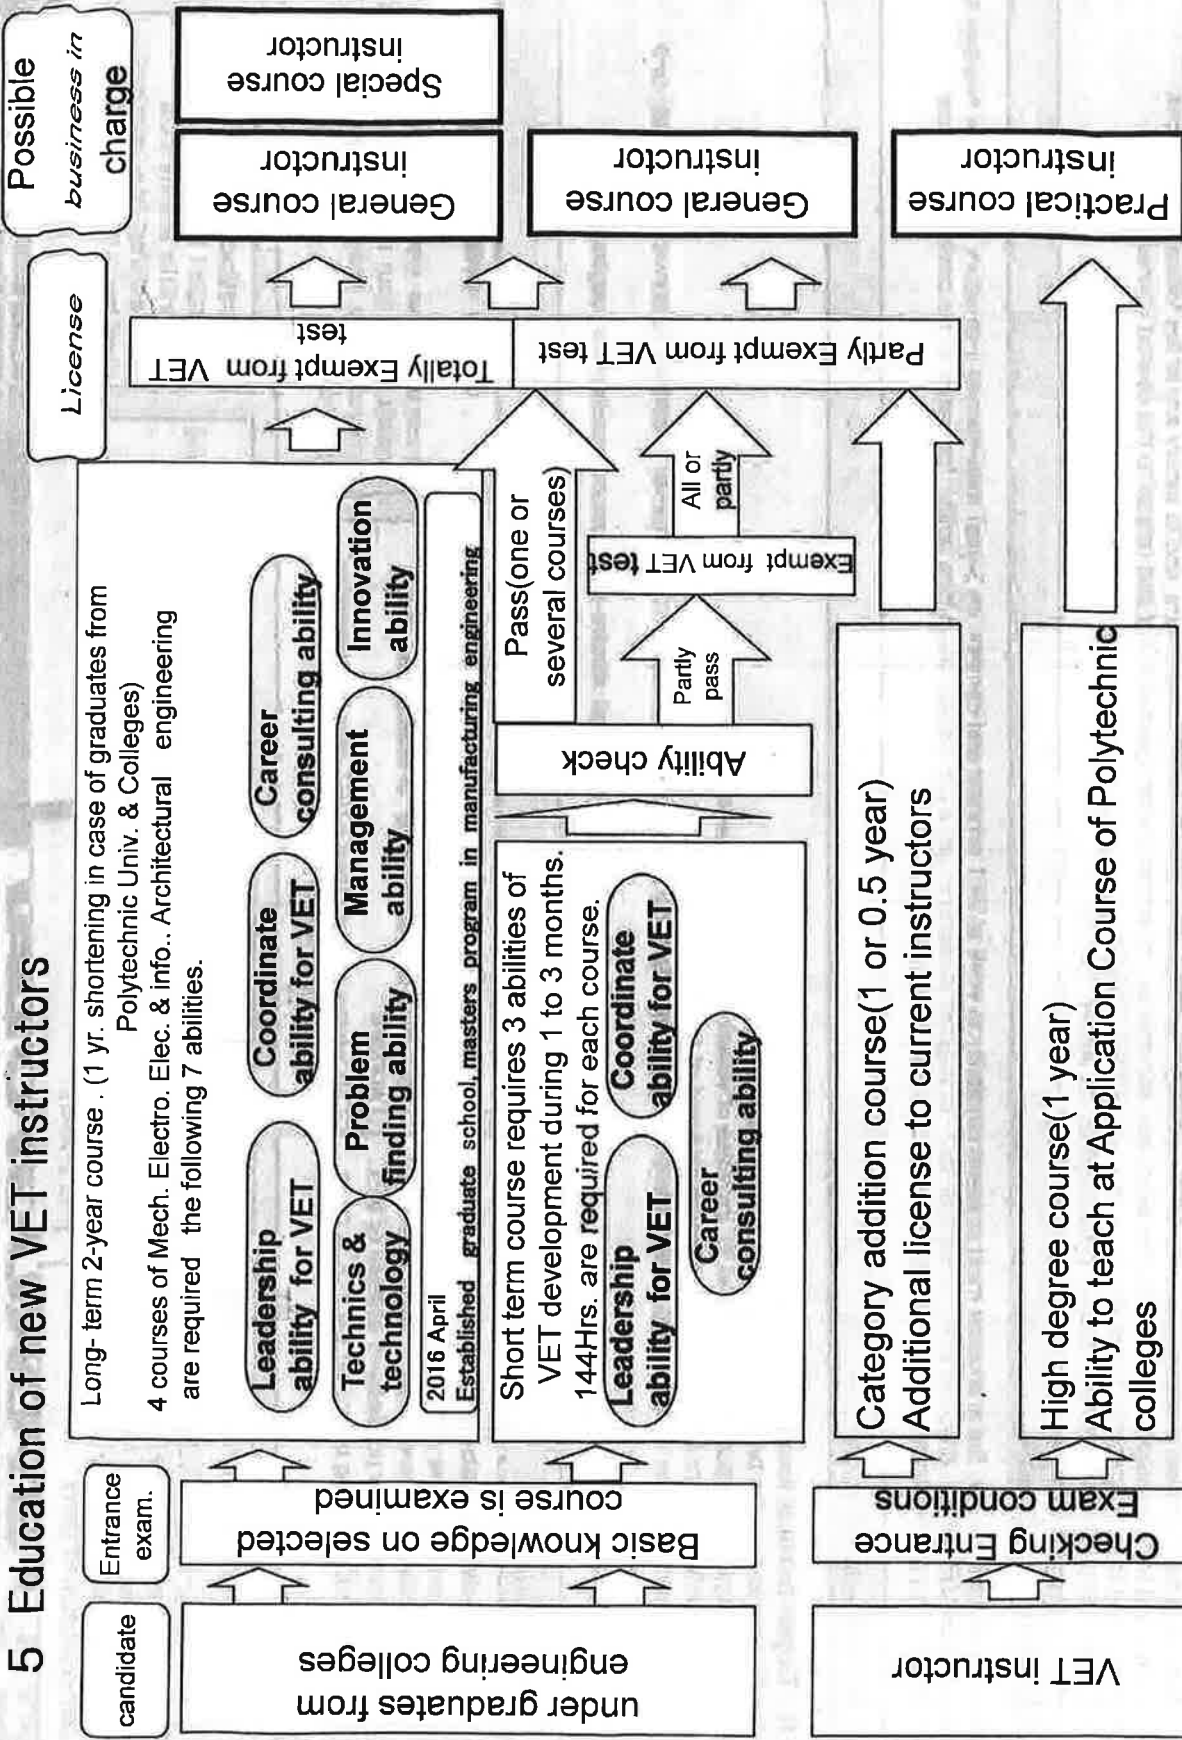 5 Education of new VET instructors
candidate
Entrance
exam.
License
Possible
business in
charge
under graduates from
engineering colleges
Basic knowledge on selected
course is examined
Long- term 2-year course . (1 yr. shortening in case of graduates from
Polytechnic Univ. & Colleges)
4 courses of Mech. Electro. Elec. & info.. Architectural engineering
are required the following 7 abilities.
Leadership
ability for VET
Coordinate
ability for VET
Career
consulting ability
Technics &
technology
Problem
finding ability
Management
ability
Innovation
ability
2016 April
Established graduate school, masters program in manufacturing engineering
Totally Exempt from VET
test
General course
instructor
Special course
instructor
Short term course requires 3 abilities of
VET development during 1 to 3 months.
144Hrs. are required for each course.
Leadership
ability for VET
Coordinate
ability for VET
Career
consulting ability
Ability check
Pass(one or
several courses)
Partly
pass
Exempt from VET test
All or
partly
Partly Exempt from VET test
General course
instructor
VET instructor
Checking Entrance
Exam conditions
Category addition course(1 or 0.5 year)
Additional license to current instructors
High degree course(1 year)
Ability to teach at Application Course of Polytechnic
colleges
Practical course
instructor